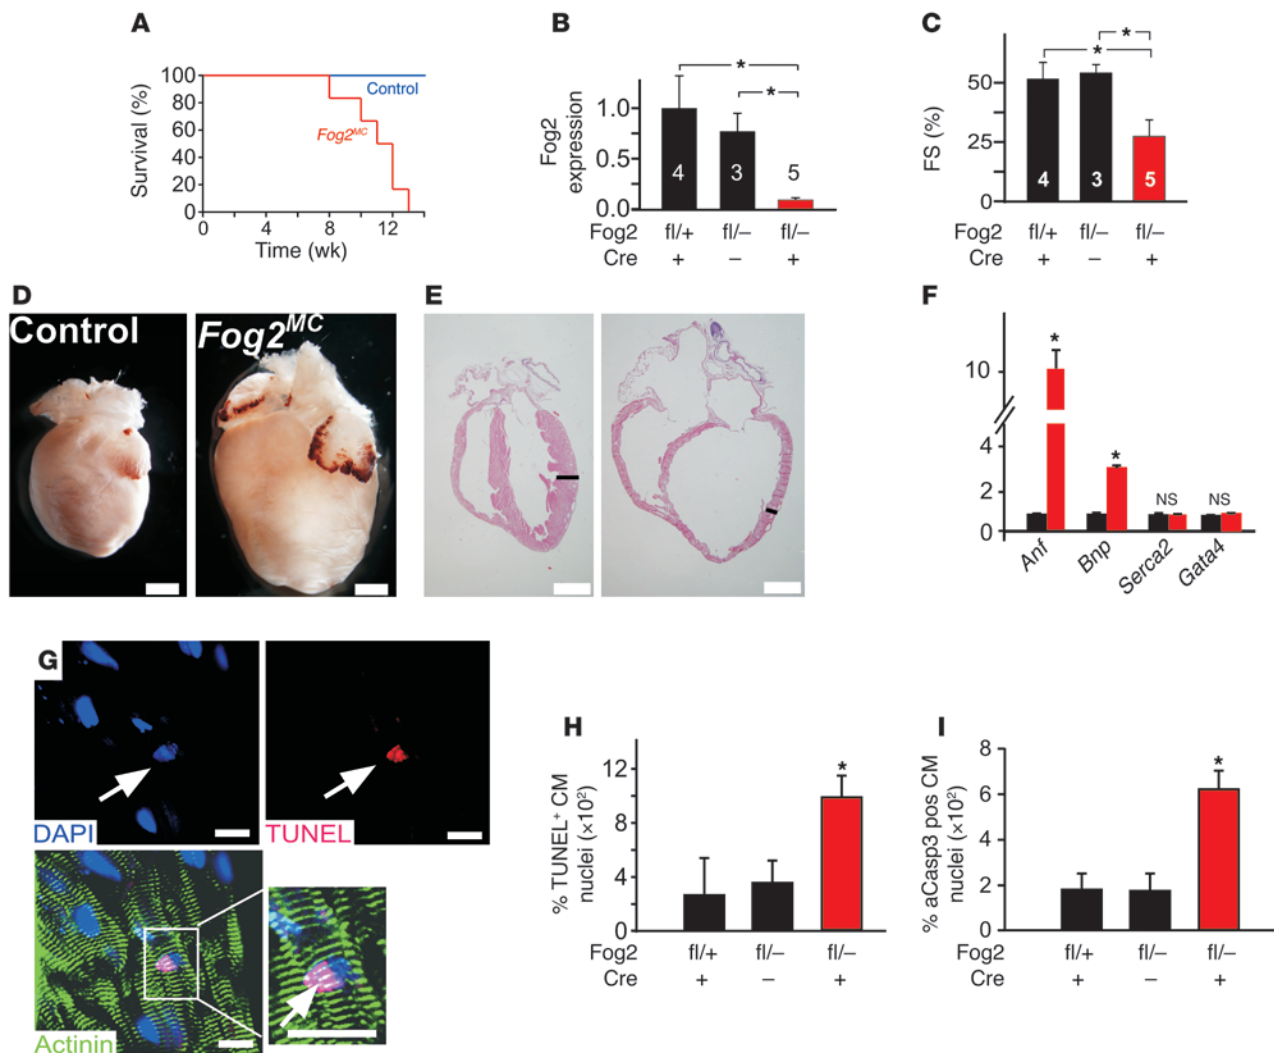 A
Survival (%)
100
80
60
40
20
0
Control
Fog2MC
0 4 8 12
Time (wk)
B
Fog2
expression
1.0
0.5
0.0
*
*
4 3 5
Fog2 fl/+ fl/– fl/–
Cre + – +
C
FS (%)
50
25
0
*
*
4 3 5
Fog2 fl/+ fl/– fl/–
Cre + – +
D
Control
Fog2MC
E
F
10
4
2
0
*
*
NS NS
Anf Bnp Serca2 Gata4
G
DAPI
TUNEL
Actinin
H
% TUNEL+ CM
nuclei (×10²)
12
8
4
0
*
Fog2 fl/+ fl/– fl/–
Cre + – +
I
% aCasp3 pos CM
nuclei (×10²)
8
6
4
2
0
*
Fog2 fl/+ fl/– fl/–
Cre + – +